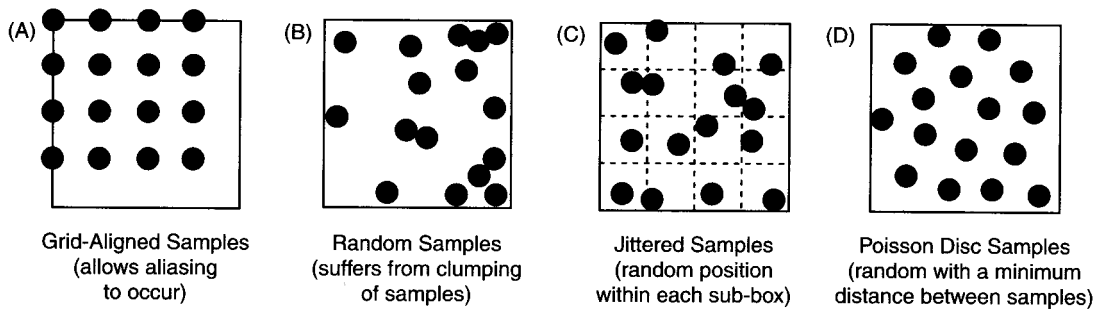 (A)
Grid-Aligned Samples
(allows aliasing
to occur)
(B)
Random Samples
(suffers from clumping
of samples)
(C)
Jittered Samples
(random position
within each sub-box)
(D)
Poisson Disc Samples
(random with a minimum
distance between samples)